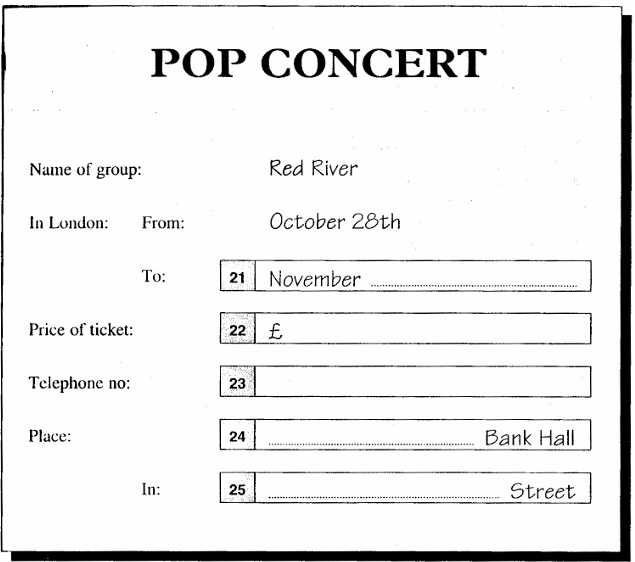 POP CONCERT
Name of group: Red River
In London: From: October 28th
To: 21 November
Price of ticket: 22 £
Telephone no: 23
Place: 24 Bank Hall
In: 25 Street